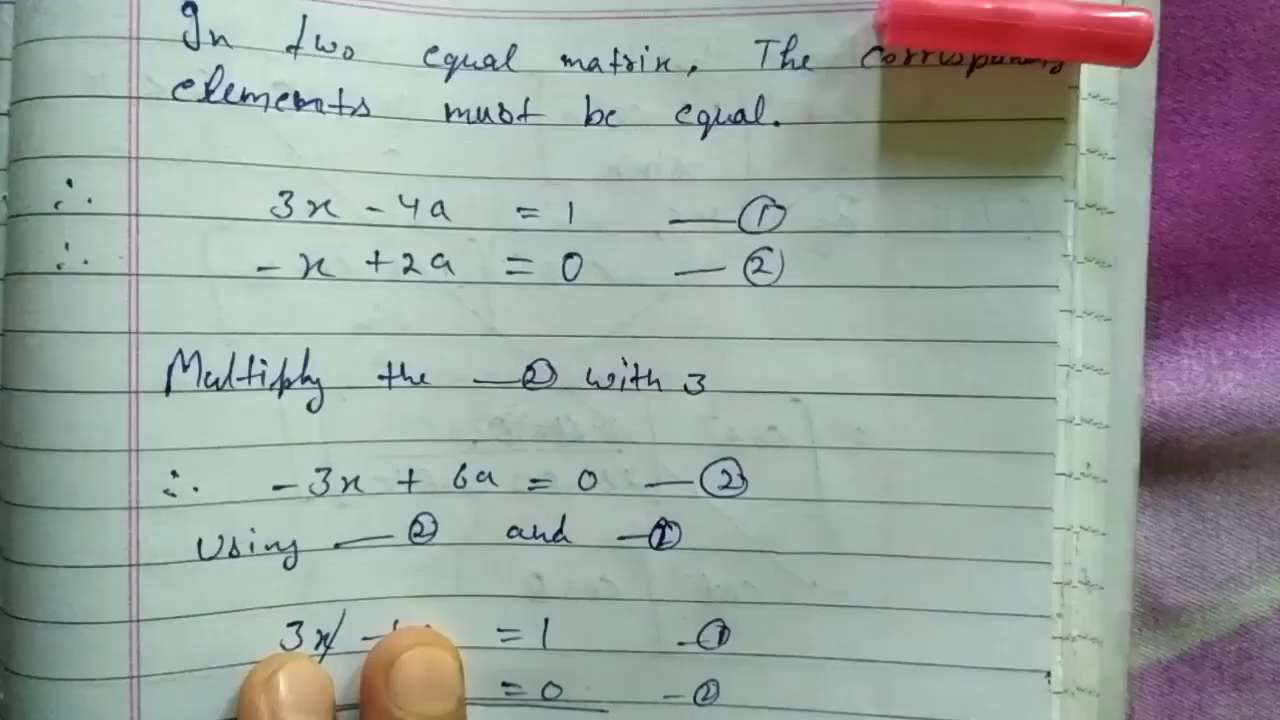 In two equal matrix, The
elements must be equal.
∴ 3x - 4a = 1 —①
∴ - x + 2a = 0 —②
Multiply the —② with 3
∴ - 3x + 6a = 0 —②
Using —② and —①
3x = 1 -①
= 0 -②